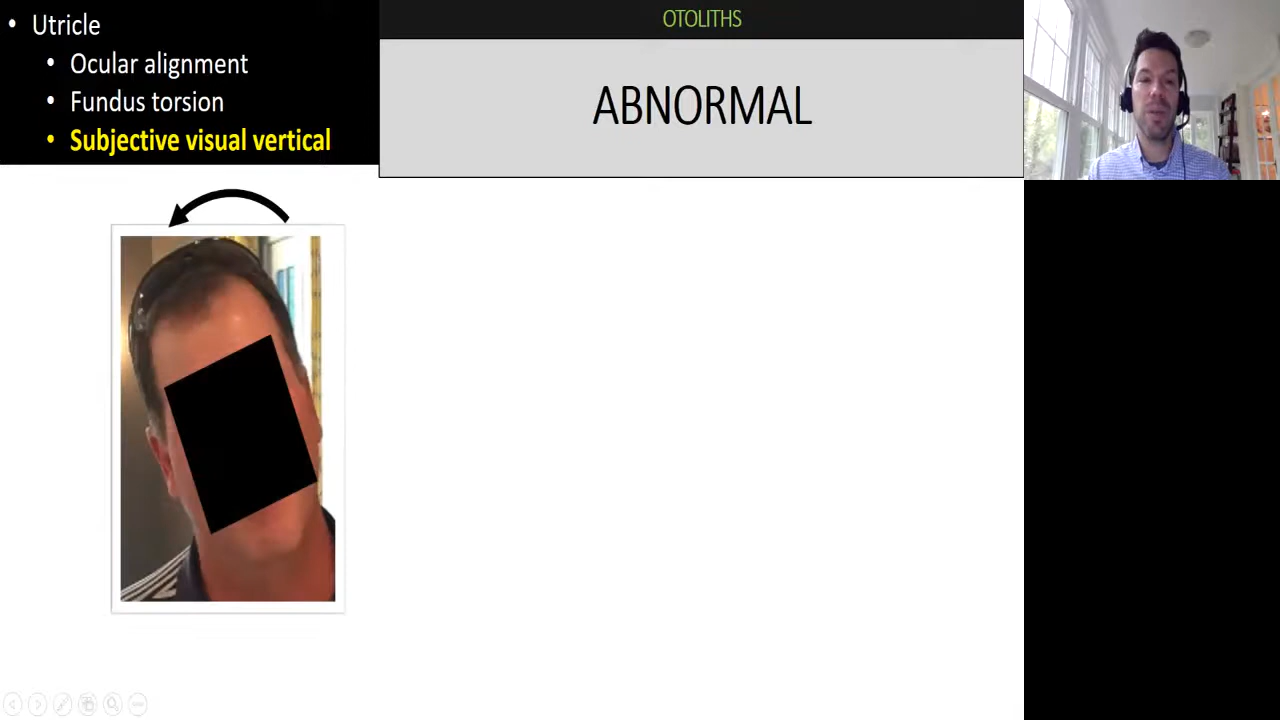 • Utricle
• Ocular alignment
• Fundus torsion
• Subjective visual vertical
OTOLITHS
ABNORMAL